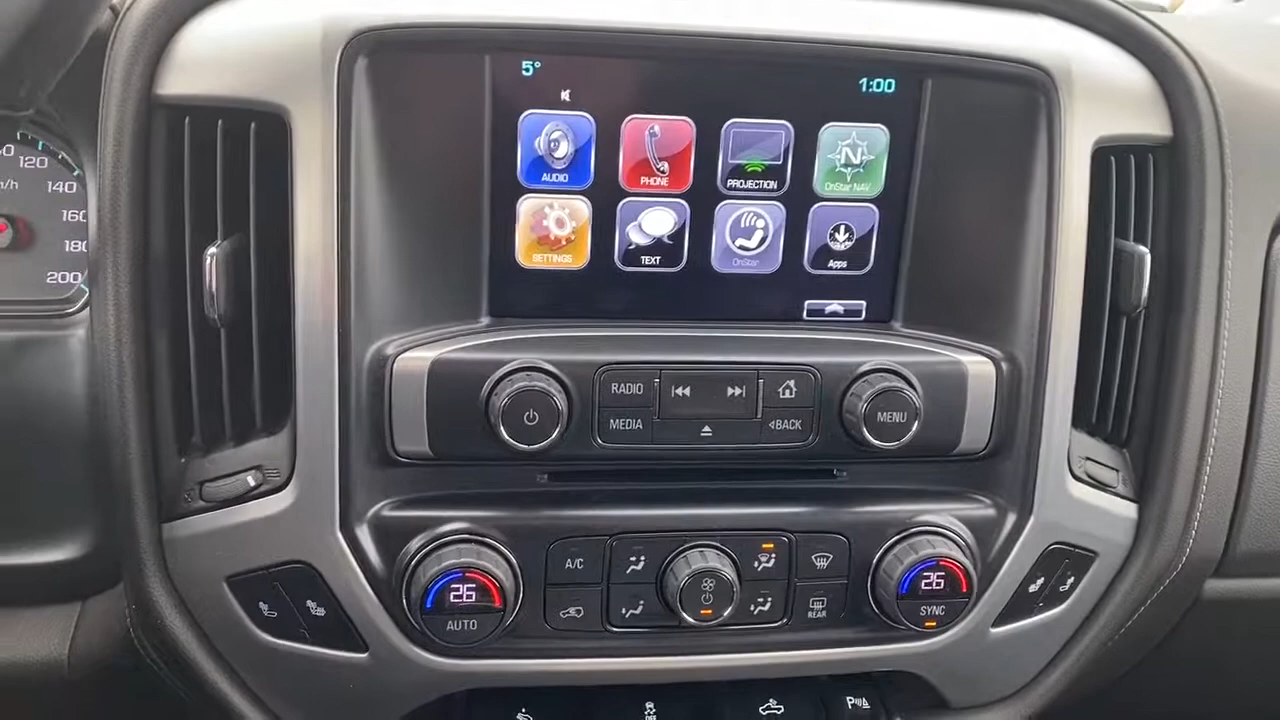 5°
1:00
120
140
160
180
200
AUDIO
PHONE
PROJECTION
N
OnStar NAV
SETTINGS
TEXT
OnStar
Apps
RADIO
MEDIA
BACK
MENU
26
AUTO
A/C
REAR
26
SYNC
OFF